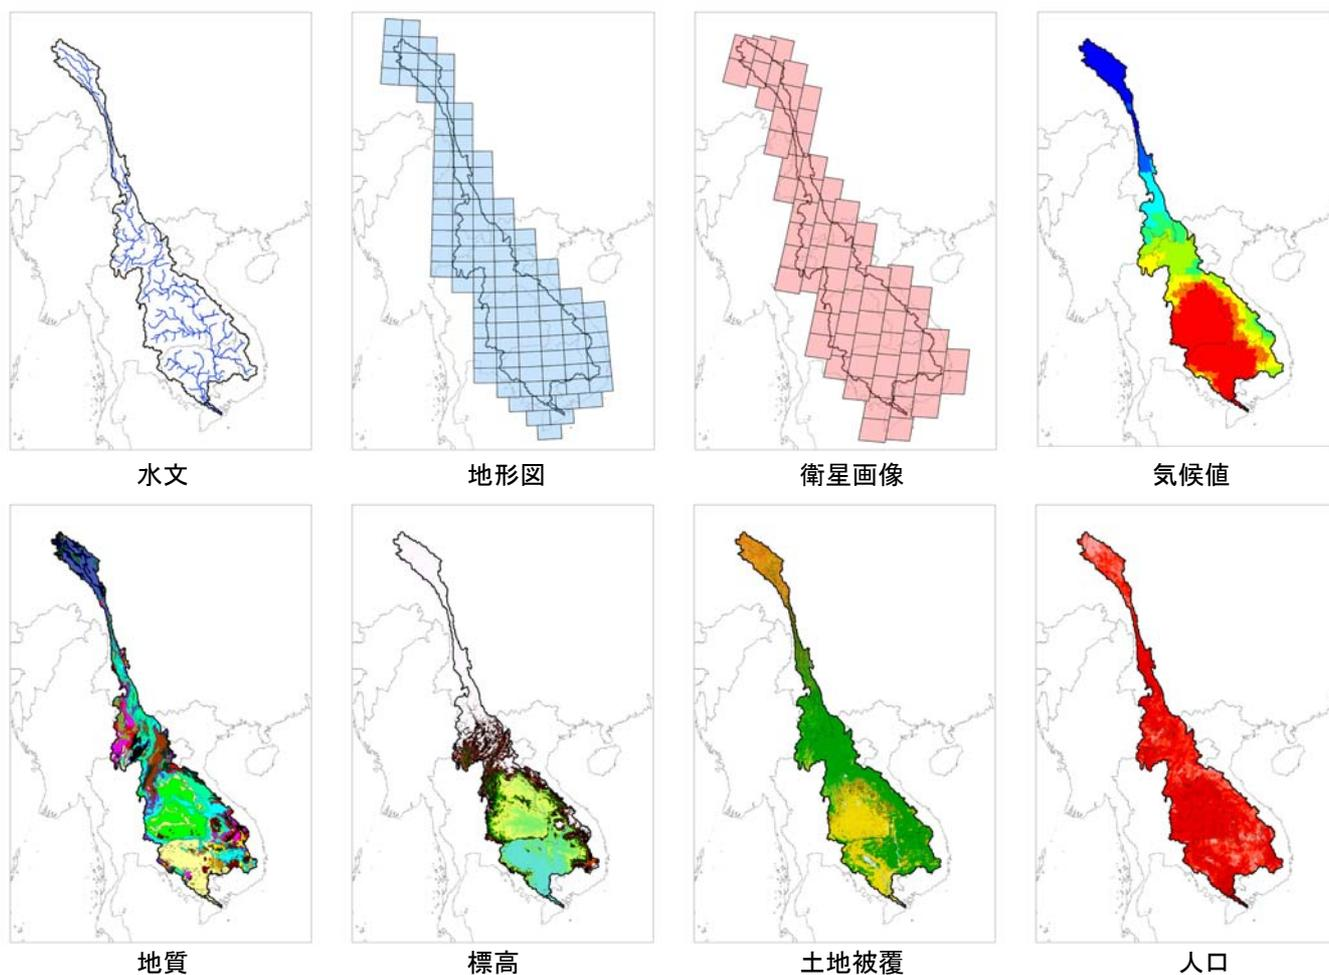 水文
地形図
衛星画像
気候値
地質
標高
土地被覆
人口